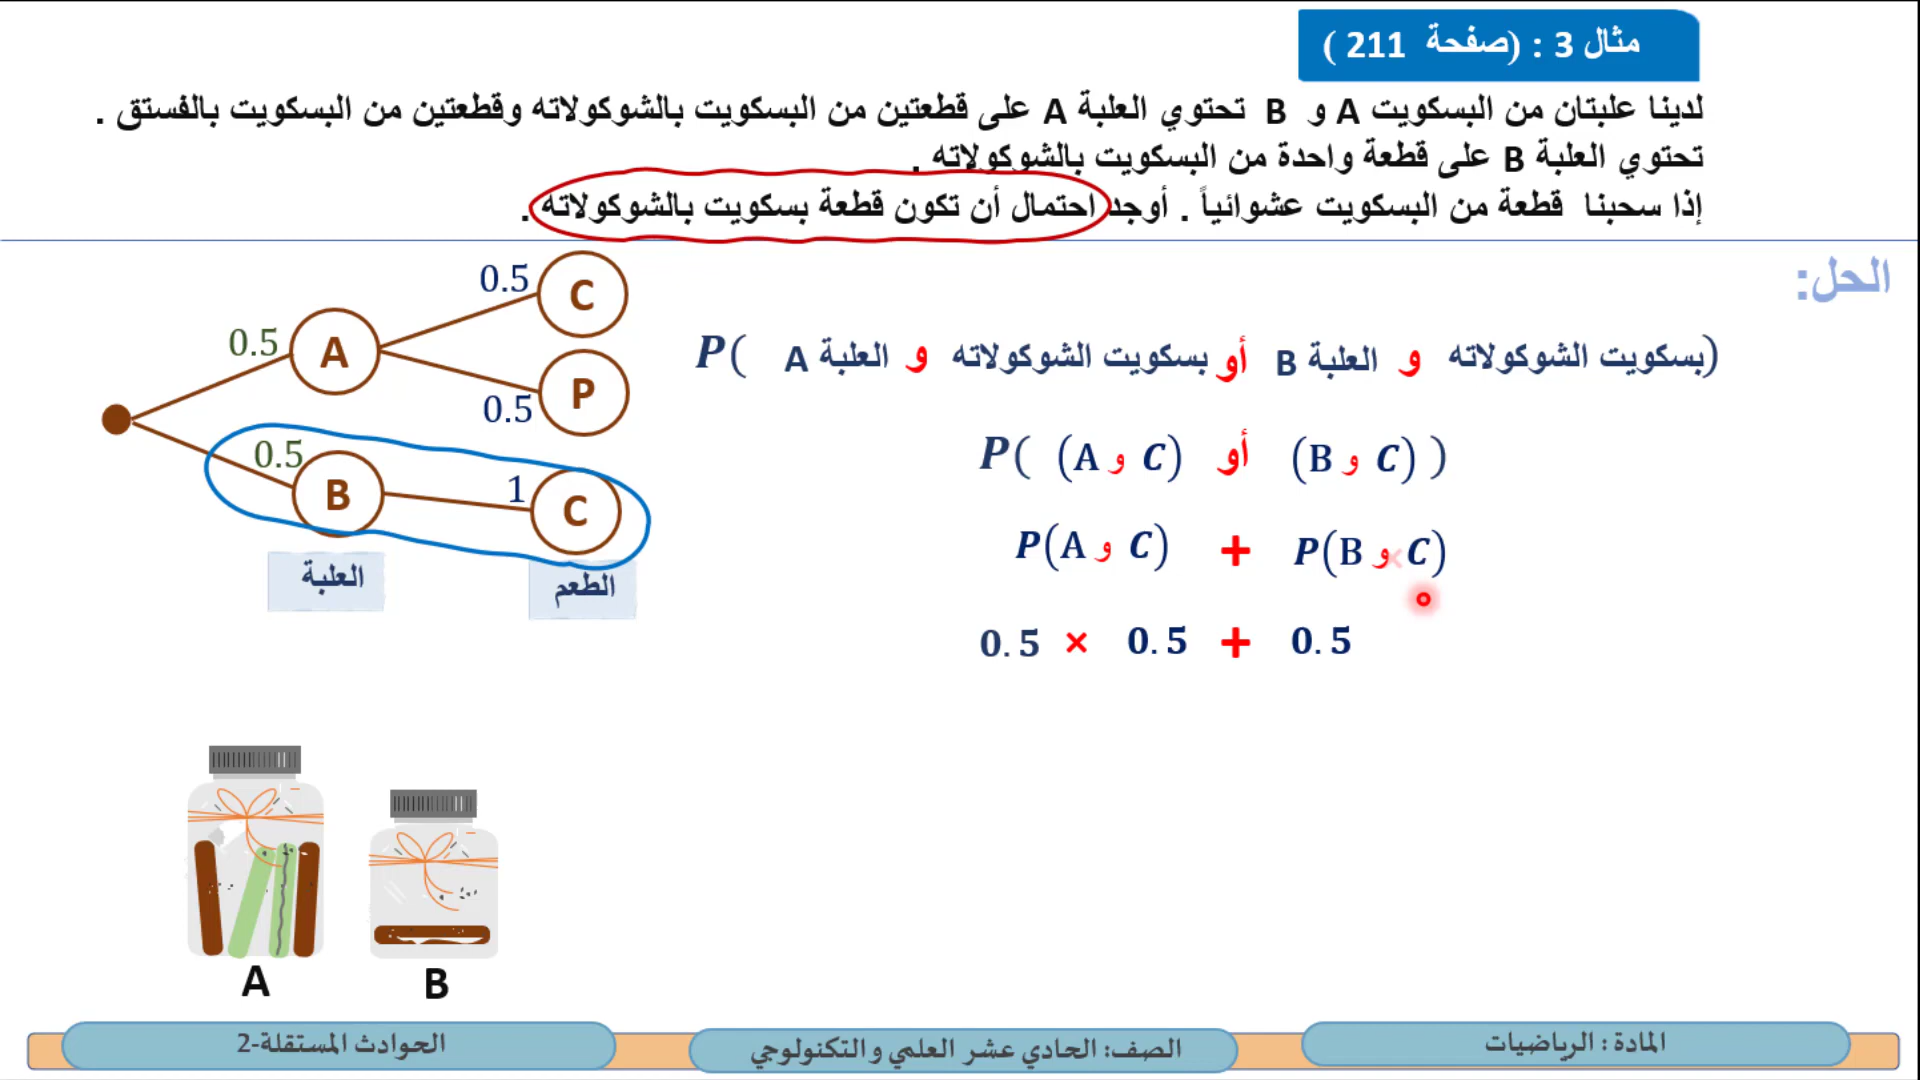 مثال 3 : (صفحة 211 )
لدينا علبتان من البسكويت A و B تحتوي العلبة A على قطعتين من البسكويت بالشوكولاته وقطعتين من البسكويت بالفستق .
تحتوي العلبة B على قطعة واحدة من البسكويت بالشوكولاته .
إذا سحبنا قطعة من البسكويت عشوائياً . أوجد احتمال أن تكون قطعة بسكويت بالشوكولاته .
الحل:
0.5 A 0.5 C
0.5 P
0.5 B 1 C
العلبة الطعم
P( A العلبة و بسكويت الشوكولاته أو B العلبة و بسكويت الشوكولاته)
P( (A و C) أو (B و C) )
P(A و C) + P(B و C)
0.5 × 0.5 + 0.5
A B
المادة : الرياضيات
الصف: الحادي عشر العلمي والتكنولوجي
الحوادث المستقلة-2